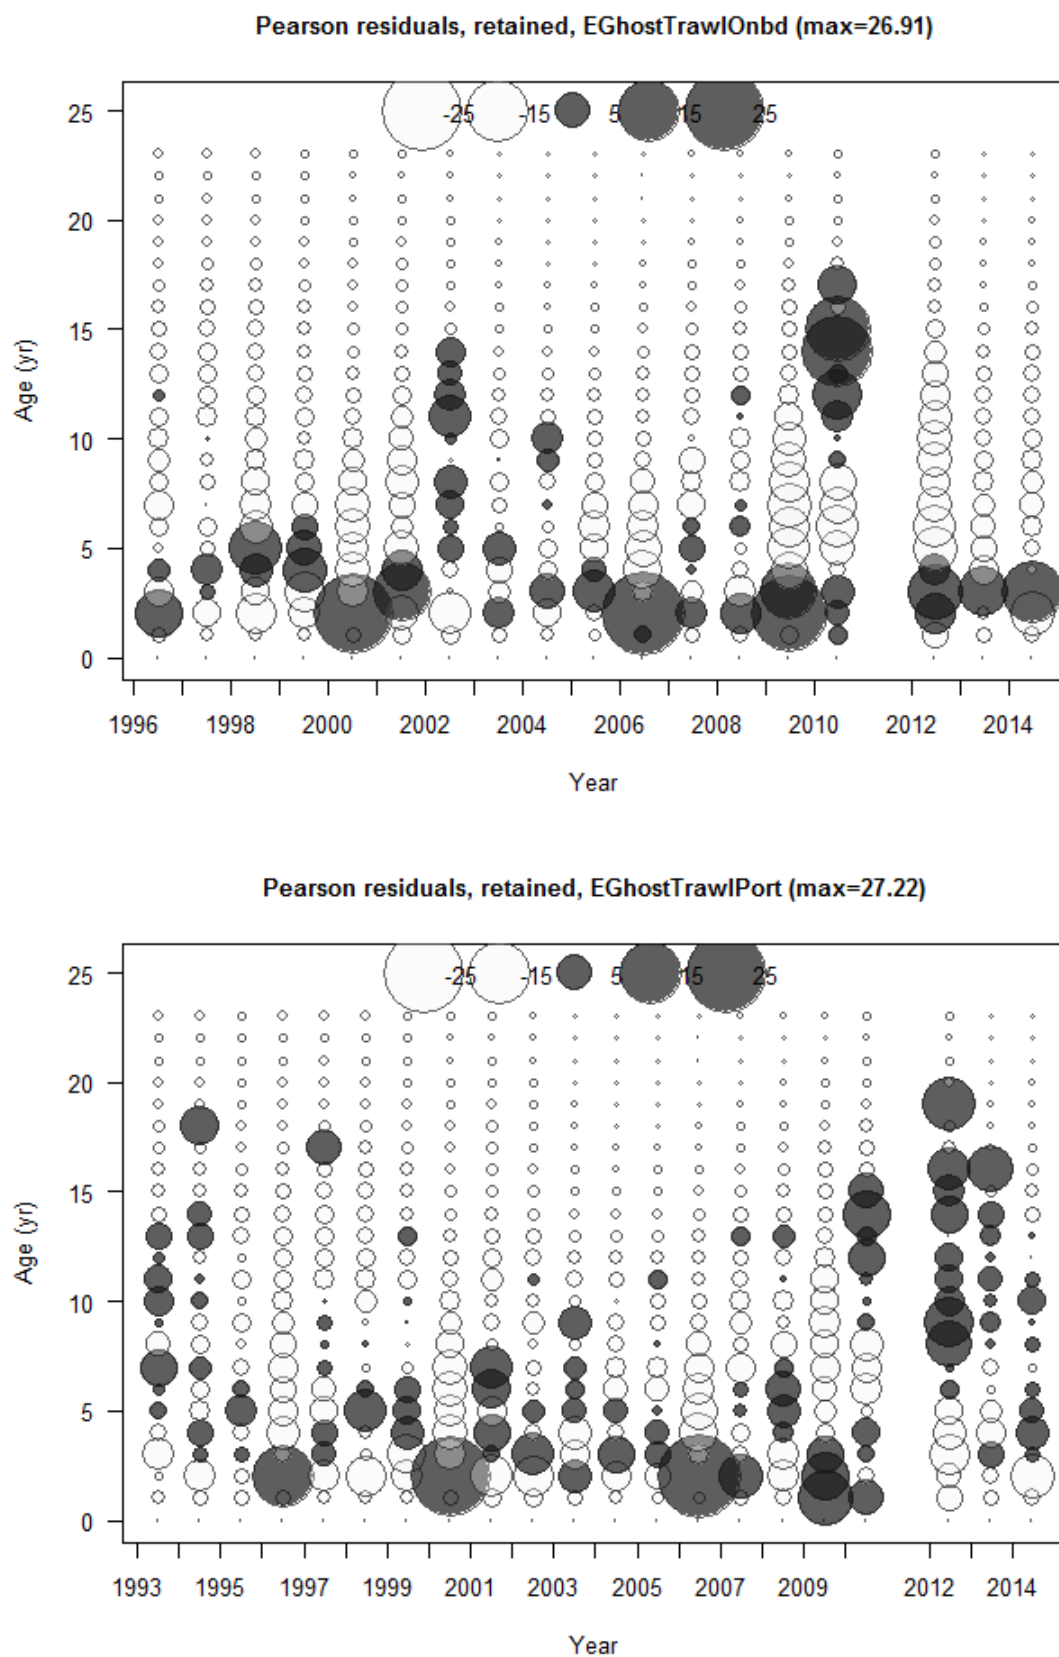 Pearson residuals, retained, EGhostTrawlOnbd (max=26.91)
25
-25 -15 5 15 25
20
15
10
5
0
Age (yr)
1996 1998 2000 2002 2004 2006 2008 2010 2012 2014
Year
Pearson residuals, retained, EGhostTrawlPort (max=27.22)
25
-25 -15 5 15 25
20
15
10
5
0
Age (yr)
1993 1995 1997 1999 2001 2003 2005 2007 2009 2012 2014
Year